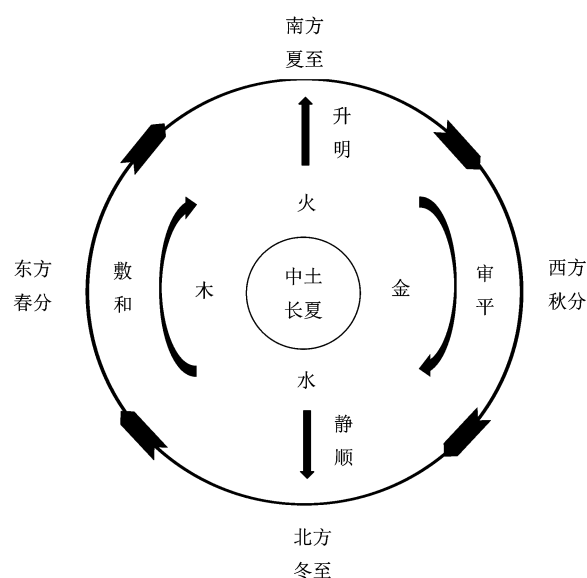 南方
夏至
升
明
火
东方
春分
敷
和
木
中土
长夏
金
审
平
西方
秋分
水
静
顺
北方
冬至